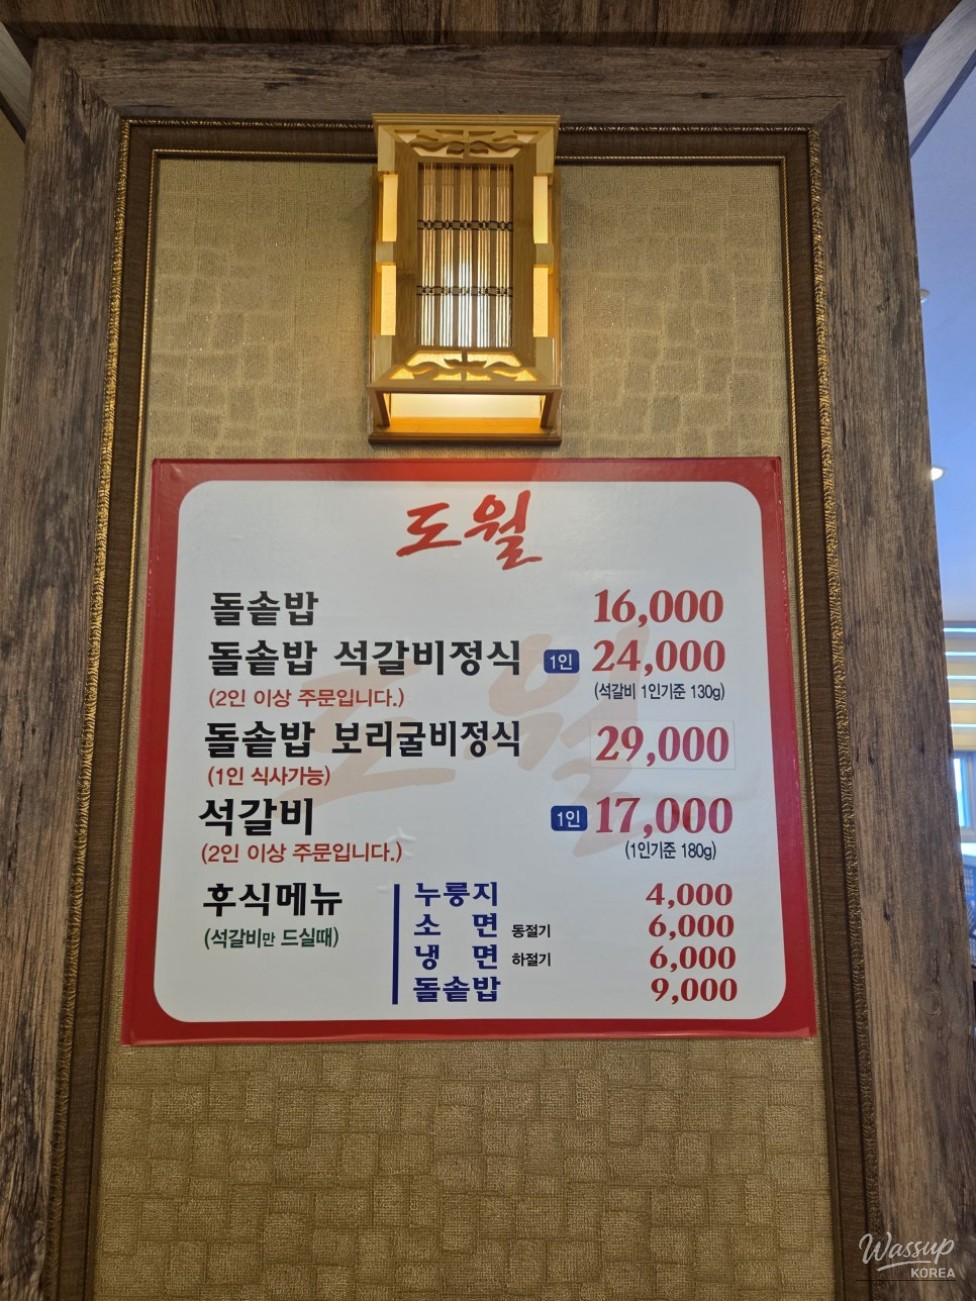 도월
돌솥밥 16,000
돌솥밥 석갈비정식 1인 24,000
(2인 이상 주문입니다.) (석갈비 1인기준 130g)
돌솥밥 보리굴비정식 29,000
(1인 식사가능)
석갈비 1인 17,000
(2인 이상 주문입니다.) (1인기준 180g)
후식메뉴 누룽지 4,000
(석갈비만 드실때) 소 면 동절기 6,000
냉 면 하절기 6,000
돌솥밥 9,000
Wassup
KOREA